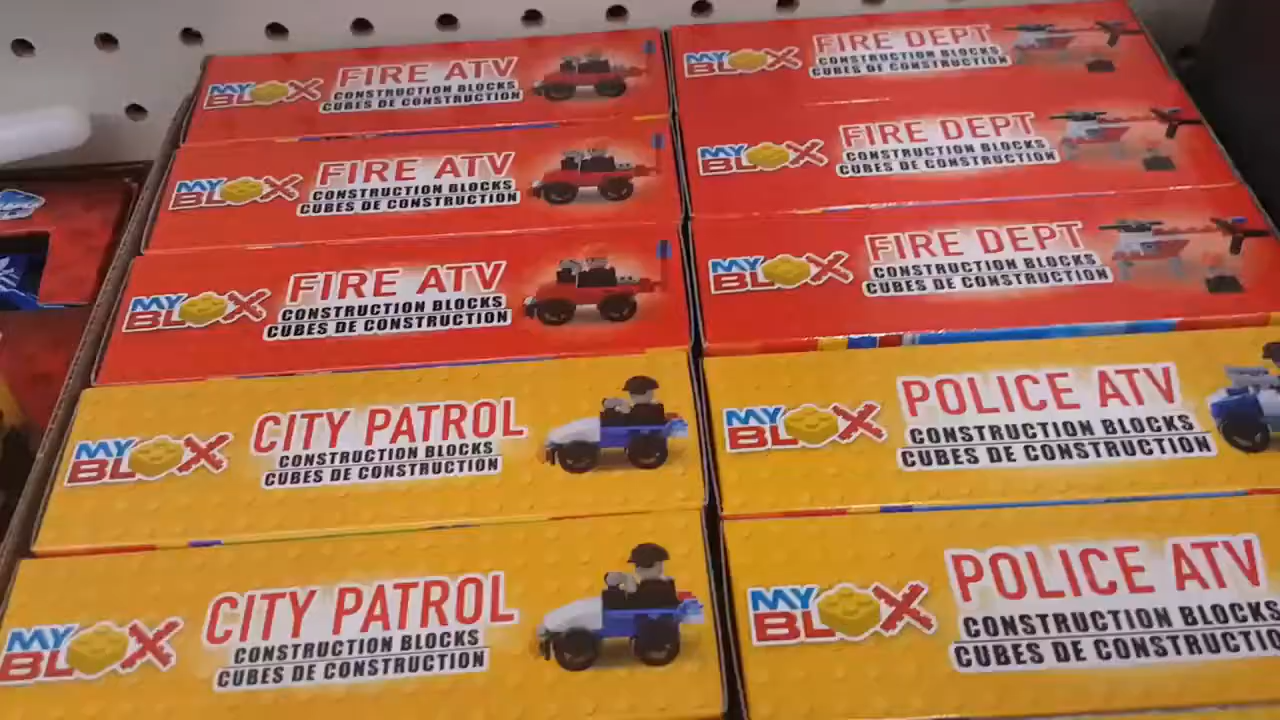 MY BLOX
FIRE ATV
CONSTRUCTION BLOCKS
CUBES DE CONSTRUCTION
MY BLOX
FIRE DEPT
CONSTRUCTION BLOCKS
CUBES DE CONSTRUCTION
MY BLOX
FIRE ATV
CONSTRUCTION BLOCKS
CUBES DE CONSTRUCTION
MY BLOX
FIRE DEPT
CONSTRUCTION BLOCKS
CUBES DE CONSTRUCTION
MY BLOX
FIRE ATV
CONSTRUCTION BLOCKS
CUBES DE CONSTRUCTION
MY BLOX
FIRE DEPT
CONSTRUCTION BLOCKS
CUBES DE CONSTRUCTION
MY BLOX
CITY PATROL
CONSTRUCTION BLOCKS
CUBES DE CONSTRUCTION
MY BLOX
POLICE ATV
CONSTRUCTION BLOCKS
CUBES DE CONSTRUCTION
MY BLOX
CITY PATROL
CONSTRUCTION BLOCKS
CUBES DE CONSTRUCTION
MY BLOX
POLICE ATV
CONSTRUCTION BLOCKS
CUBES DE CONSTRUCTIO